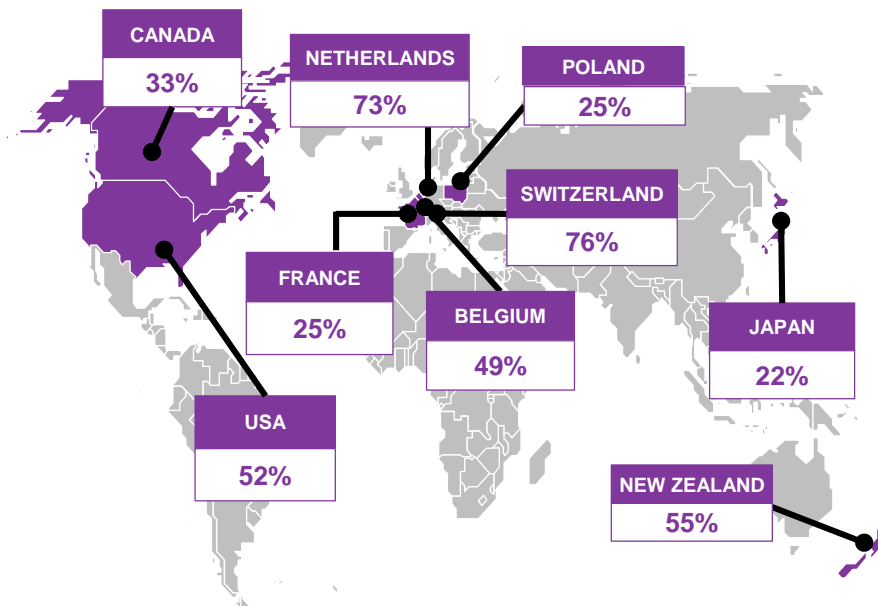 CANADA
33%
NETHERLANDS
73%
POLAND
25%
SWITZERLAND
76%
FRANCE
25%
BELGIUM
49%
JAPAN
22%
USA
52%
NEW ZEALAND
55%